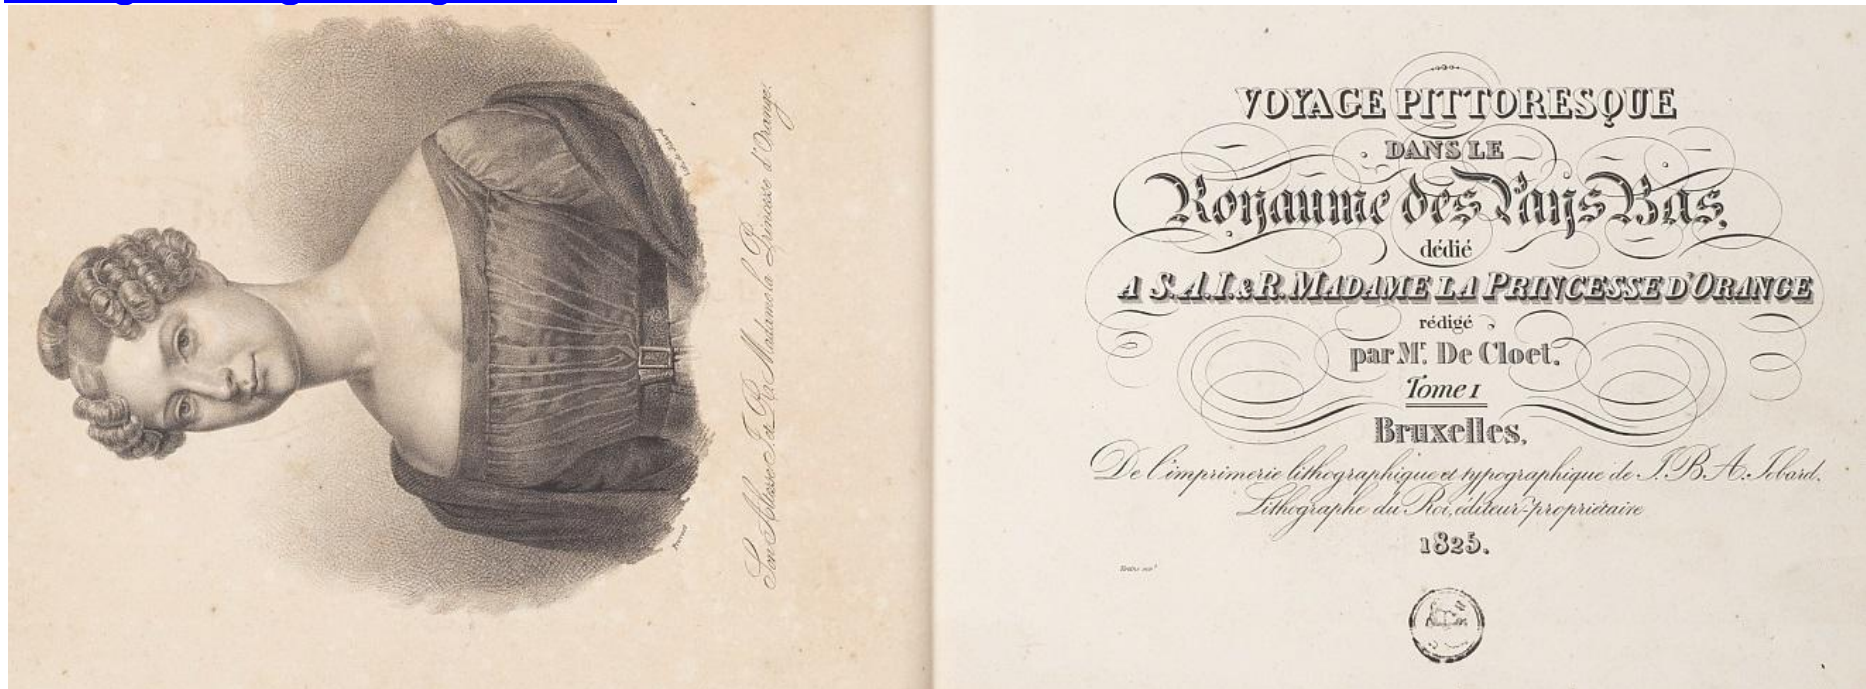 Son Altesse I. et R. Madame la Princesse d'Orange.
VOYAGE PITTORESQUE
DANS LE
Royaume des Pays Bas,
dédié
A S.A.I. & R. MADAME LA PRINCESSE D'ORANGE
rédigé
par Mr. De Cloet.
Tome I
Bruxelles,
De l'imprimerie lithographique et typographique de J. B. A. Jobard,
Lithographe du Roi, éditeur-propriétaire
1825.